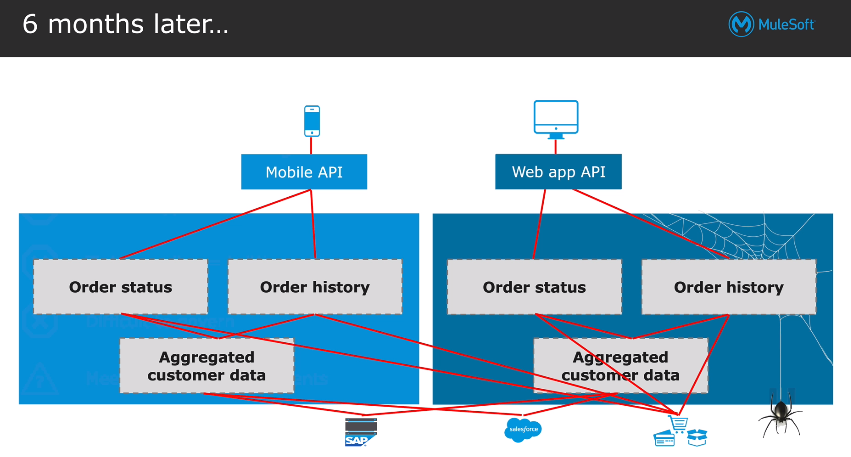 6 months later...
MuleSoft
Mobile API
Web app API
Order status
Order history
Order status
Order history
Aggregated
customer data
Aggregated
customer data
SAP
salesforce